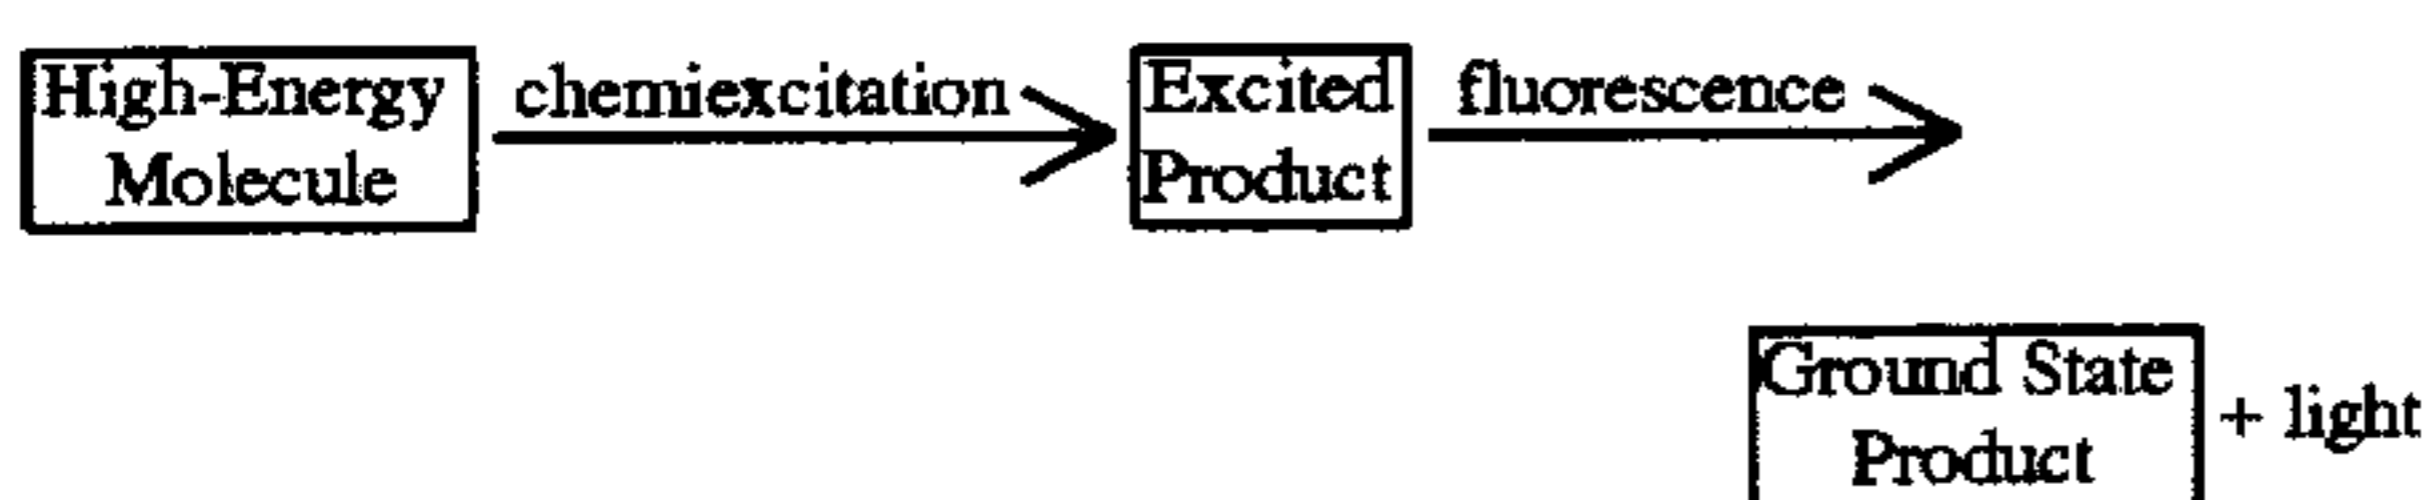 High-Energy chemiexcitation Excited fluorescence
Molecule Product
Ground State
+ light
Product